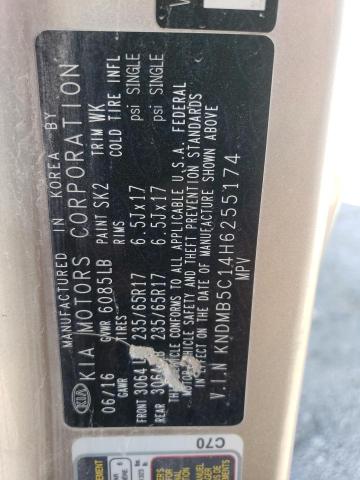 MANUFACTURED IN KOREA BY
KIA KIA MOTORS CORPORATION
06/16 GVWR 6085LB PAINT SK2 TRIM WK
GAWR TIRES RIMS COLD TIRE INFL
FRONT 3064 235/65R17 6.5Jx17 psi SINGLE
REAR 235/65R17 6.5Jx17 psi SINGLE
THIS VEHICLE CONFORMS TO ALL APPLICABLE U.S.A. FEDERAL
MOTOR VEHICLE SAFETY AND THEFT PREVENTION STANDARDS
IN EFFECT ON THE DATE OF MANUFACTURE SHOWN ABOVE
V.I.N KNDMB5C14H6255174
MPV
C70